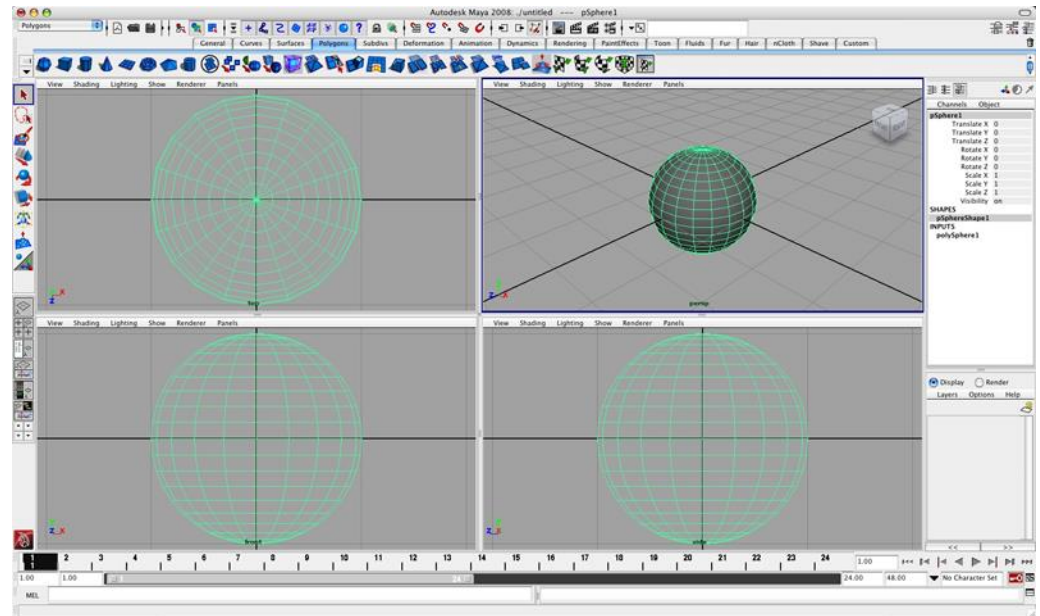 Autodesk Maya 2008: ./untitled --- pSphere1
Polygons
General Curves Surfaces Polygons Subdivs Deformation Animation Dynamics Rendering PaintEffects Toon Fluids Fur Hair nCloth Shave Custom
View Shading Lighting Show Renderer Panels
View Shading Lighting Show Renderer Panels
Channels Object
pSphere1
Translate X 0
Translate Y 0
Translate Z 0
Rotate X 0
Rotate Y 0
Rotate Z 0
Scale X 1
Scale Y 1
Scale Z 1
Visibility on
SHAPES
pSphereShape1
INPUTS
polySphere1
top
persp
View Shading Lighting Show Renderer Panels
View Shading Lighting Show Renderer Panels
Display Render
Layers Options Help
front
side
<< >>
1 2 3 4 5 6 7 8 9 10 11 12 13 14 15 16 17 18 19 20 21 22 23 24
1
1.00
1.00 1.00 24.00 48.00 No Character Set
MEL